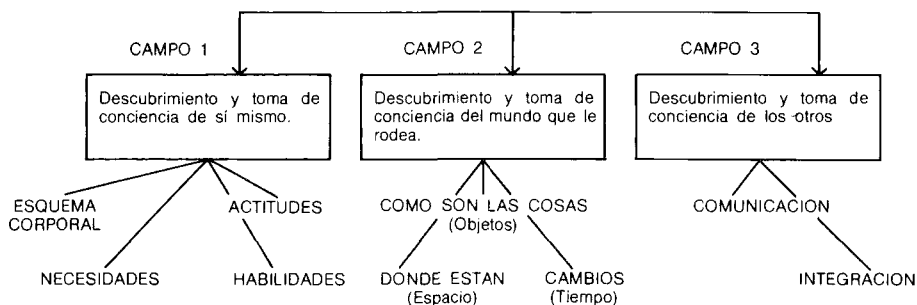 CAMPO 1
CAMPO 2
CAMPO 3
Descubrimiento y toma de
conciencia de sí mismo.
Descubrimiento y toma de
conciencia del mundo que le
rodea.
Descubrimiento y toma de
conciencia de los otros
ESQUEMA
CORPORAL
ACTITUDES
NECESIDADES
HABILIDADES
COMO SON LAS COSAS
(Objetos)
DONDE ESTAN
(Espacio)
CAMBIOS
(Tiempo)
COMUNICACION
INTEGRACION